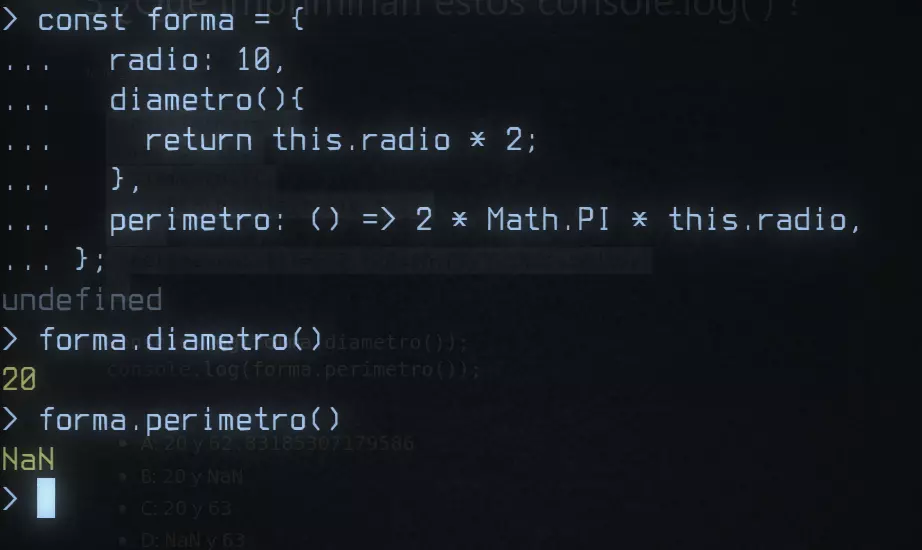 3 ¿Qué imprimirán estos console.log() ?
> const forma = {
...   radio: 10,
...   diametro(){
...     return this.radio * 2;
...   },
...   perimetro: () => 2 * Math.PI * this.radio,
... };
undefined
> forma.diametro()
diametro());
20
console.log(forma.perimetro());
> forma.perimetro()
• A: 20 y 62.83185307179586
NaN
• B: 20 y NaN
>
• C: 20 y 63
• D: NaN y 63